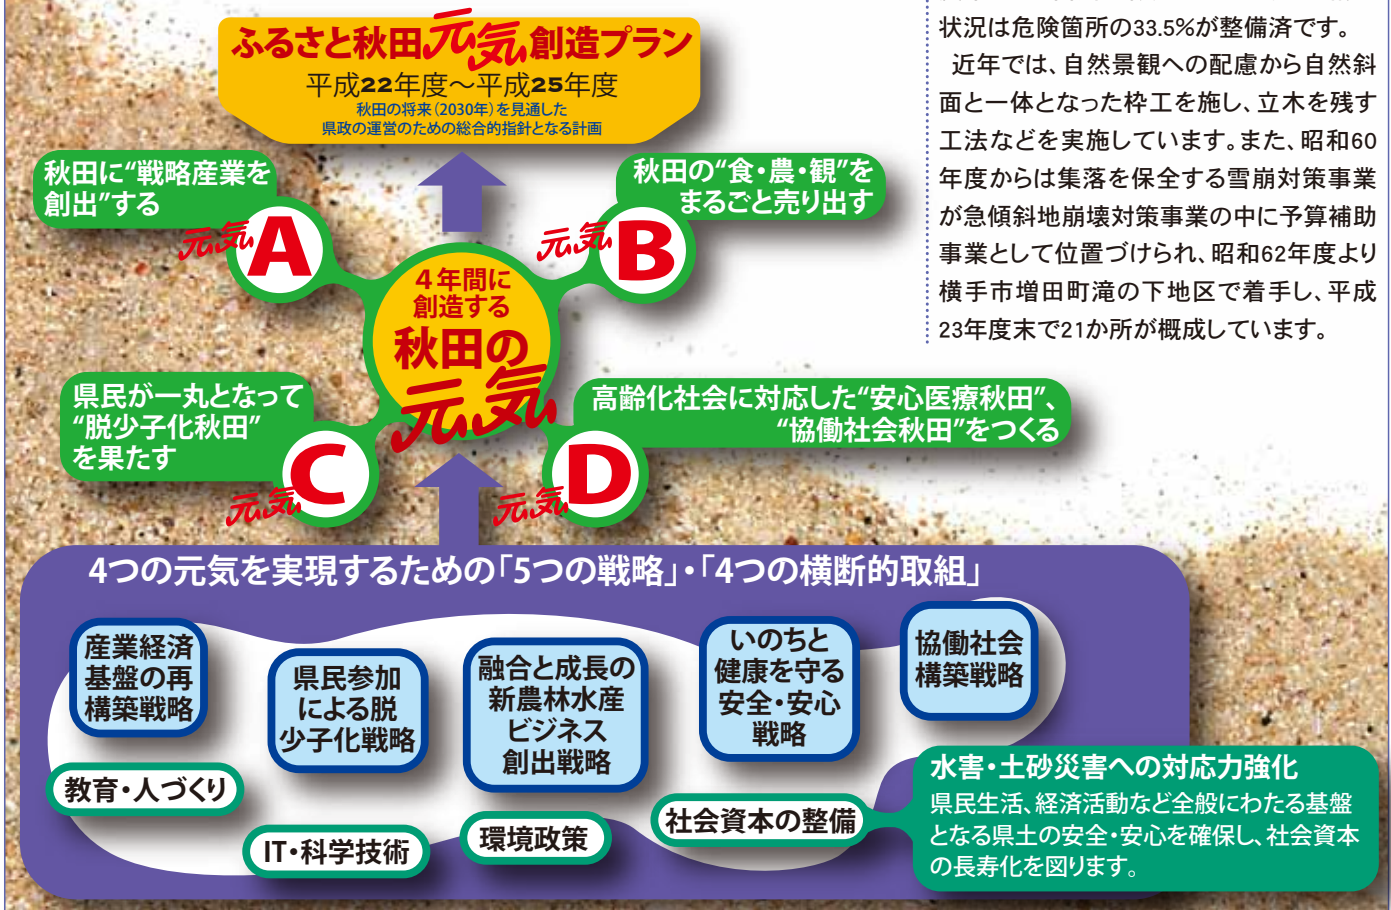 ふるさと秋田元気創造プラン
平成22年度～平成25年度
秋田の将来(2030年)を見通した
県政の運営のための総合的指針となる計画
秋田に“戦略産業を
創出”する
元気A
秋田の“食・農・観”を
まるごと売り出す
元気B
4年間に
創造する
秋田の
元気
県民が一丸となって
“脱少子化秋田”
を果たす
元気C
高齢化社会に対応した“安心医療秋田”、
“協働社会秋田”をつくる
元気D
4つの元気を実現するための「5つの戦略」・「4つの横断的取組」
産業経済
基盤の再
構築戦略
県民参加
による脱
少子化戦略
融合と成長の
新農林水産
ビジネス
創出戦略
いのちと
健康を守る
安全・安心
戦略
協働社会
構築戦略
教育・人づくり
IT・科学技術
環境政策
社会資本の整備
水害・土砂災害への対応力強化
県民生活、経済活動など全般にわたる基盤
となる県土の安全・安心を確保し、社会資本
の長寿化を図ります。
状況は危険箇所の33.5%が整備済です。
近年では、自然景観への配慮から自然斜
面と一体となった枠工を施し、立木を残す
工法などを実施しています。また、昭和60
年度からは集落を保全する雪崩対策事業
が急傾斜地崩壊対策事業の中に予算補助
事業として位置づけられ、昭和62年度より
横手市増田町滝の下地区で着手し、平成
23年度末で21か所が概成しています。